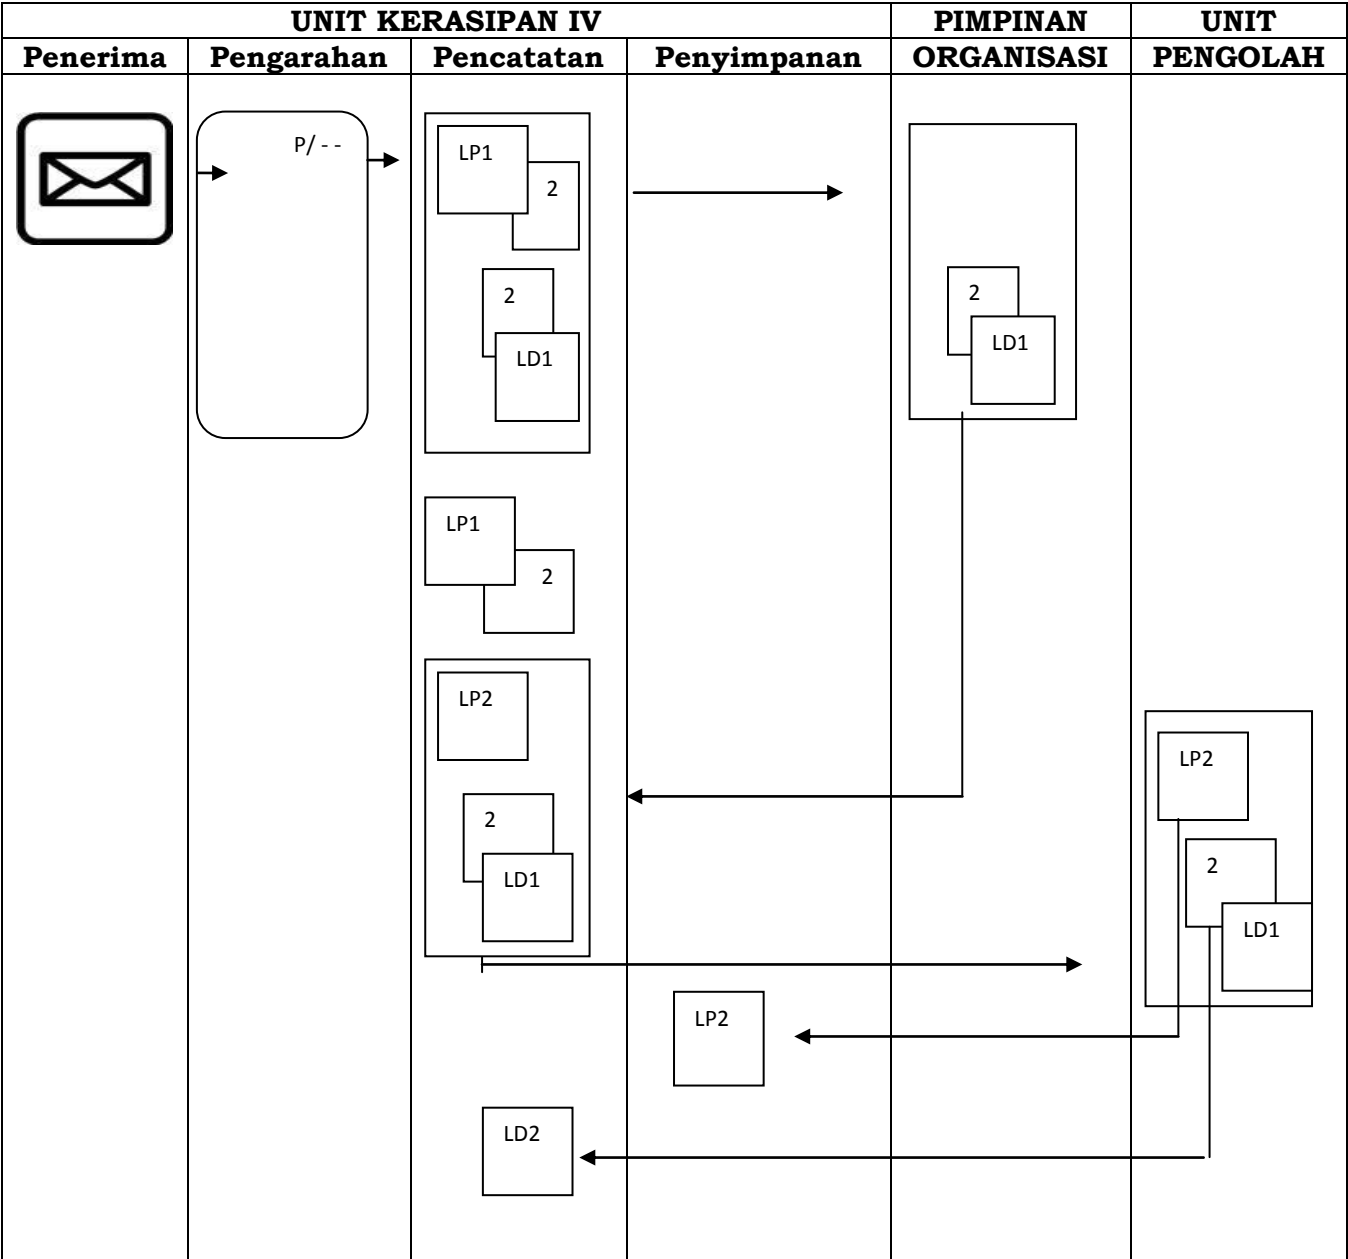 UNIT KERASIPAN IV
PIMPINAN ORGANISASI
UNIT PENGOLAH
Penerima
Pengarahan
Pencatatan
Penyimpanan
P/ - -
LP1
2
2
LD1
2
LD1
LP1
2
LP2
2
LD1
LP2
2
LD1
LP2
LD2